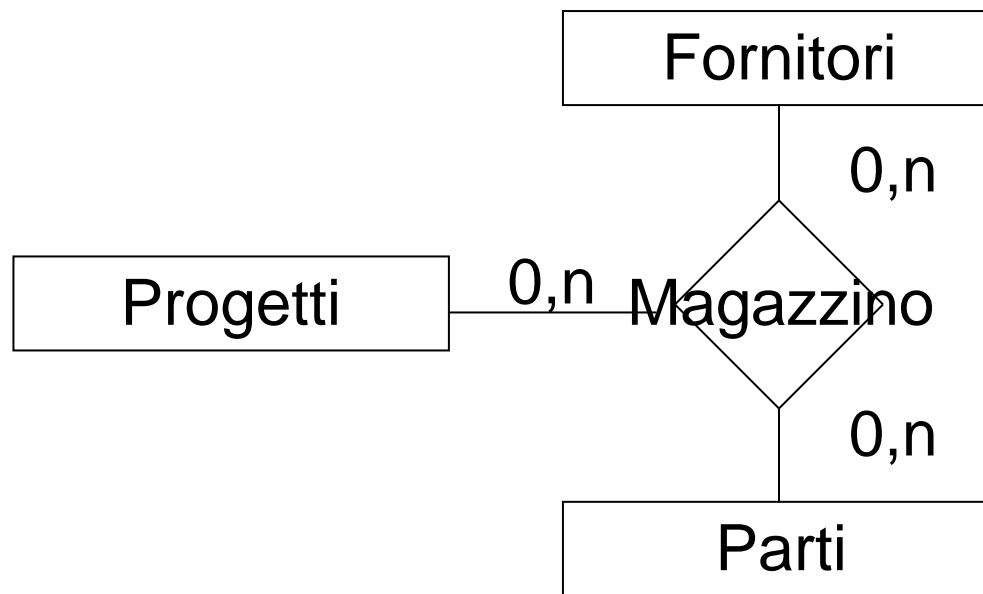 Fornitori
0,n
Progetti
0,n
Magazzino
0,n
Parti